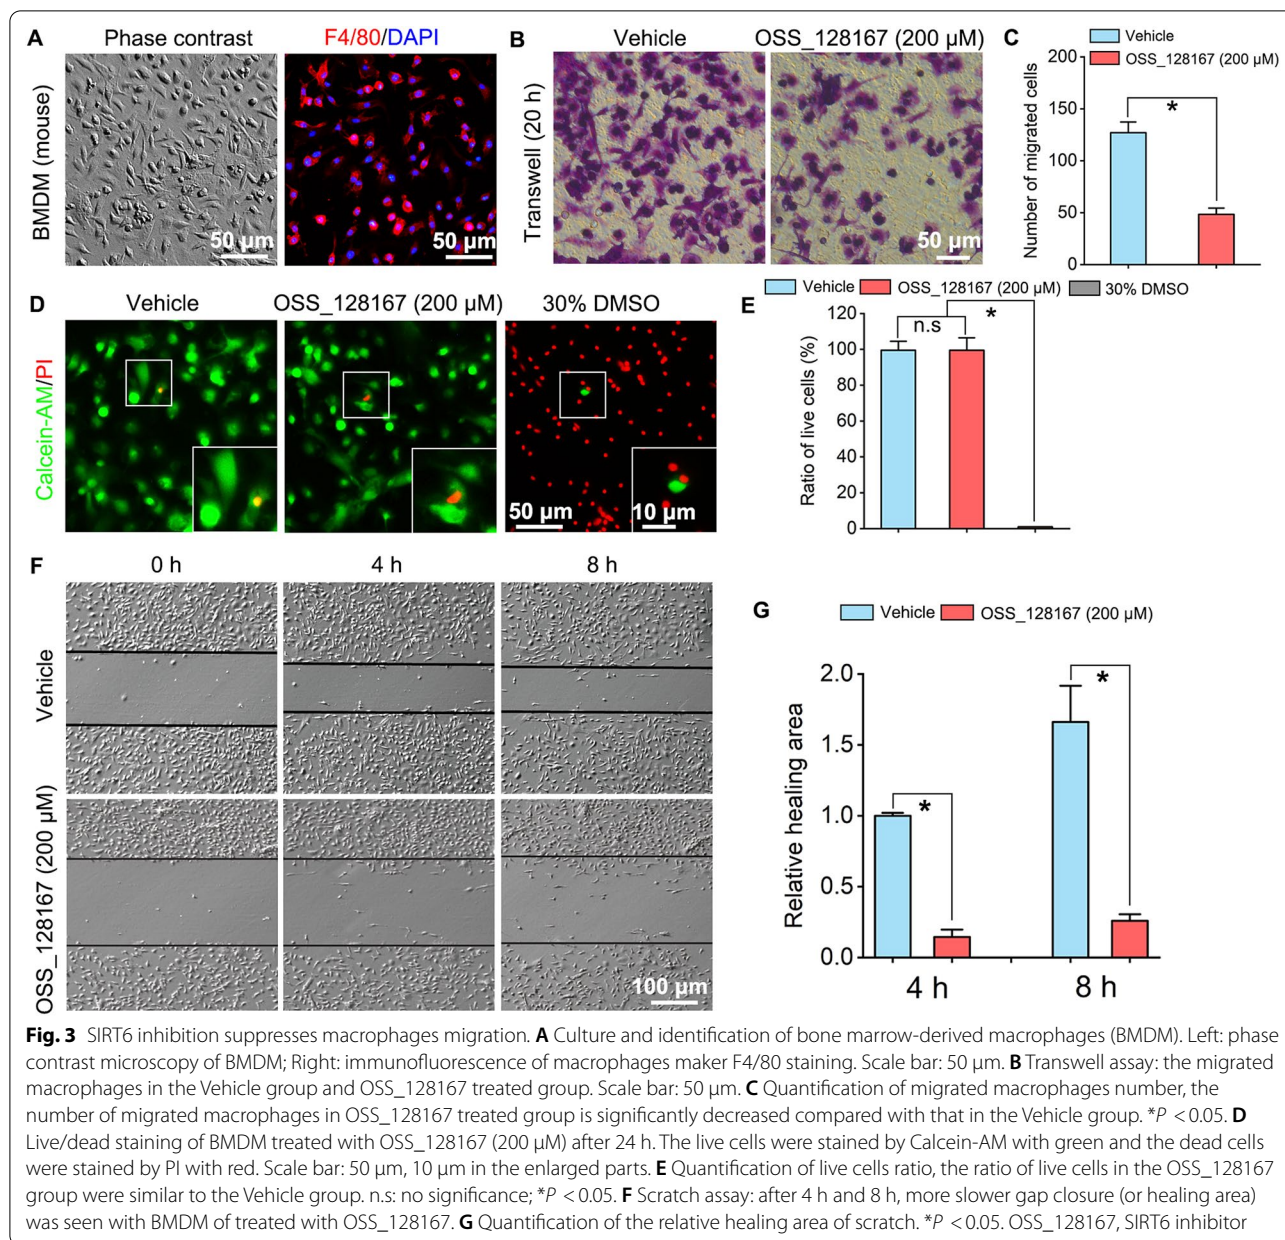 A
Phase contrast
F4/80/DAPI
BMDM (mouse)
50 µm
50 µm
B
Vehicle
OSS_128167 (200 µM)
Transwell (20 h)
50 µm
C
Vehicle
OSS_128167 (200 µM)
Number of migrated cells
200
150
100
50
0
*
D
Vehicle
OSS_128167 (200 µM)
30% DMSO
Calcein-AM/PI
50 µm
10 µm
E
Vehicle
OSS_128167 (200 µM)
30% DMSO
Ratio of live cells (%)
120
100
80
60
40
20
0
n.s
*
F
0 h
4 h
8 h
Vehicle
OSS_128167 (200 µM)
100 µm
G
Vehicle
OSS_128167 (200 µM)
Relative healing area
2.0
1.5
1.0
0.5
0.0
*
*
4 h
8 h
Fig. 3 SIRT6 inhibition suppresses macrophages migration. A Culture and identification of bone marrow-derived macrophages (BMDM). Left: phase
contrast microscopy of BMDM; Right: immunofluorescence of macrophages maker F4/80 staining. Scale bar: 50 µm. B Transwell assay: the migrated
macrophages in the Vehicle group and OSS_128167 treated group. Scale bar: 50 µm. C Quantification of migrated macrophages number, the
number of migrated macrophages in OSS_128167 treated group is significantly decreased compared with that in the Vehicle group. *P < 0.05. D
Live/dead staining of BMDM treated with OSS_128167 (200 µM) after 24 h. The live cells were stained by Calcein-AM with green and the dead cells
were stained by PI with red. Scale bar: 50 µm, 10 µm in the enlarged parts. E Quantification of live cells ratio, the ratio of live cells in the OSS_128167
group were similar to the Vehicle group. n.s: no significance; *P < 0.05. F Scratch assay: after 4 h and 8 h, more slower gap closure (or healing area)
was seen with BMDM of treated with OSS_128167. G Quantification of the relative healing area of scratch. *P < 0.05. OSS_128167, SIRT6 inhibitor